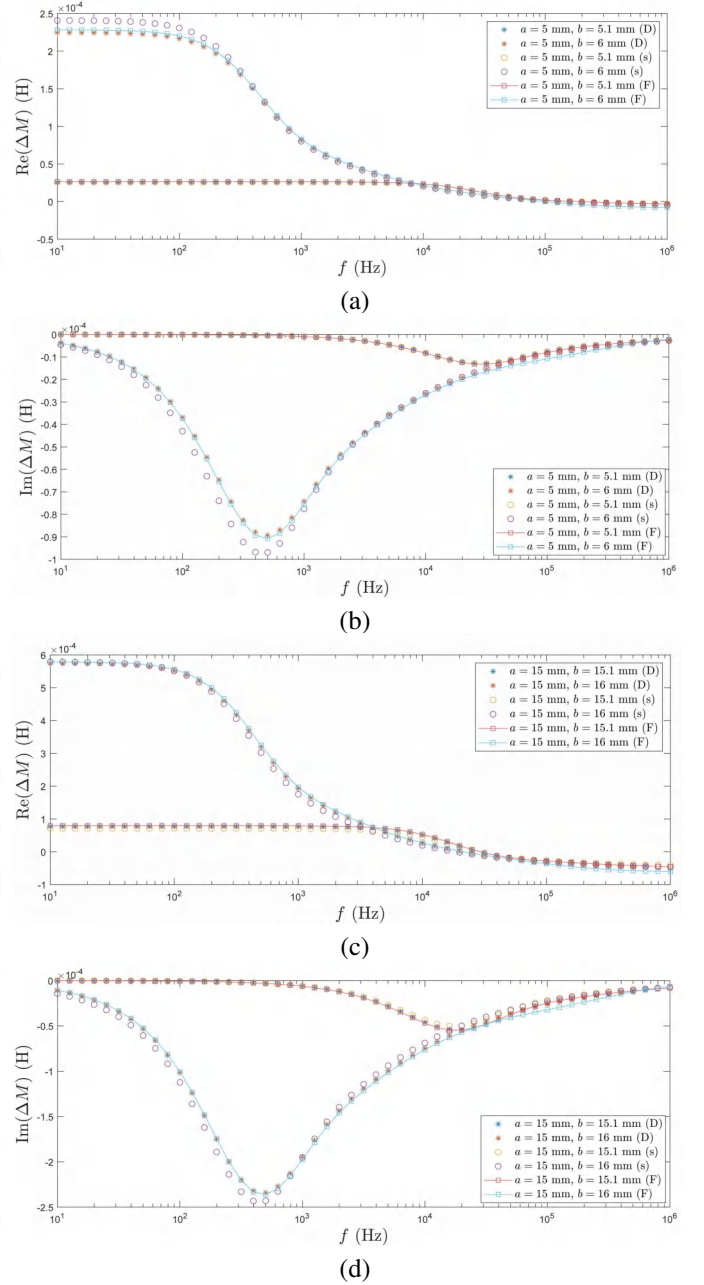 ×10⁻⁴
2.5
2
1.5
1
0.5
0
-0.5
Re(ΔM) (H)
10¹ 10² 10³ 10⁴ 10⁵ 10⁶
f (Hz)
a = 5 mm, b = 5.1 mm (D)
a = 5 mm, b = 6 mm (D)
a = 5 mm, b = 5.1 mm (s)
a = 5 mm, b = 6 mm (s)
a = 5 mm, b = 5.1 mm (F)
a = 5 mm, b = 6 mm (F)
(a)
×10⁻⁴
0
-0.1
-0.2
-0.3
-0.4
-0.5
-0.6
-0.7
-0.8
-0.9
-1
Im(ΔM) (H)
10¹ 10² 10³ 10⁴ 10⁵ 10⁶
f (Hz)
a = 5 mm, b = 5.1 mm (D)
a = 5 mm, b = 6 mm (D)
a = 5 mm, b = 5.1 mm (s)
a = 5 mm, b = 6 mm (s)
a = 5 mm, b = 5.1 mm (F)
a = 5 mm, b = 6 mm (F)
(b)
×10⁻⁴
6
5
4
3
2
1
0
-1
Re(ΔM) (H)
10¹ 10² 10³ 10⁴ 10⁵ 10⁶
f (Hz)
a = 15 mm, b = 15.1 mm (D)
a = 15 mm, b = 16 mm (D)
a = 15 mm, b = 15.1 mm (s)
a = 15 mm, b = 16 mm (s)
a = 15 mm, b = 15.1 mm (F)
a = 15 mm, b = 16 mm (F)
(c)
×10⁻⁴
0
-0.5
-1
-1.5
-2
-2.5
Im(ΔM) (H)
10¹ 10² 10³ 10⁴ 10⁵ 10⁶
f (Hz)
a = 15 mm, b = 15.1 mm (D)
a = 15 mm, b = 16 mm (D)
a = 15 mm, b = 15.1 mm (s)
a = 15 mm, b = 16 mm (s)
a = 15 mm, b = 15.1 mm (F)
a = 15 mm, b = 16 mm (F)
(d)